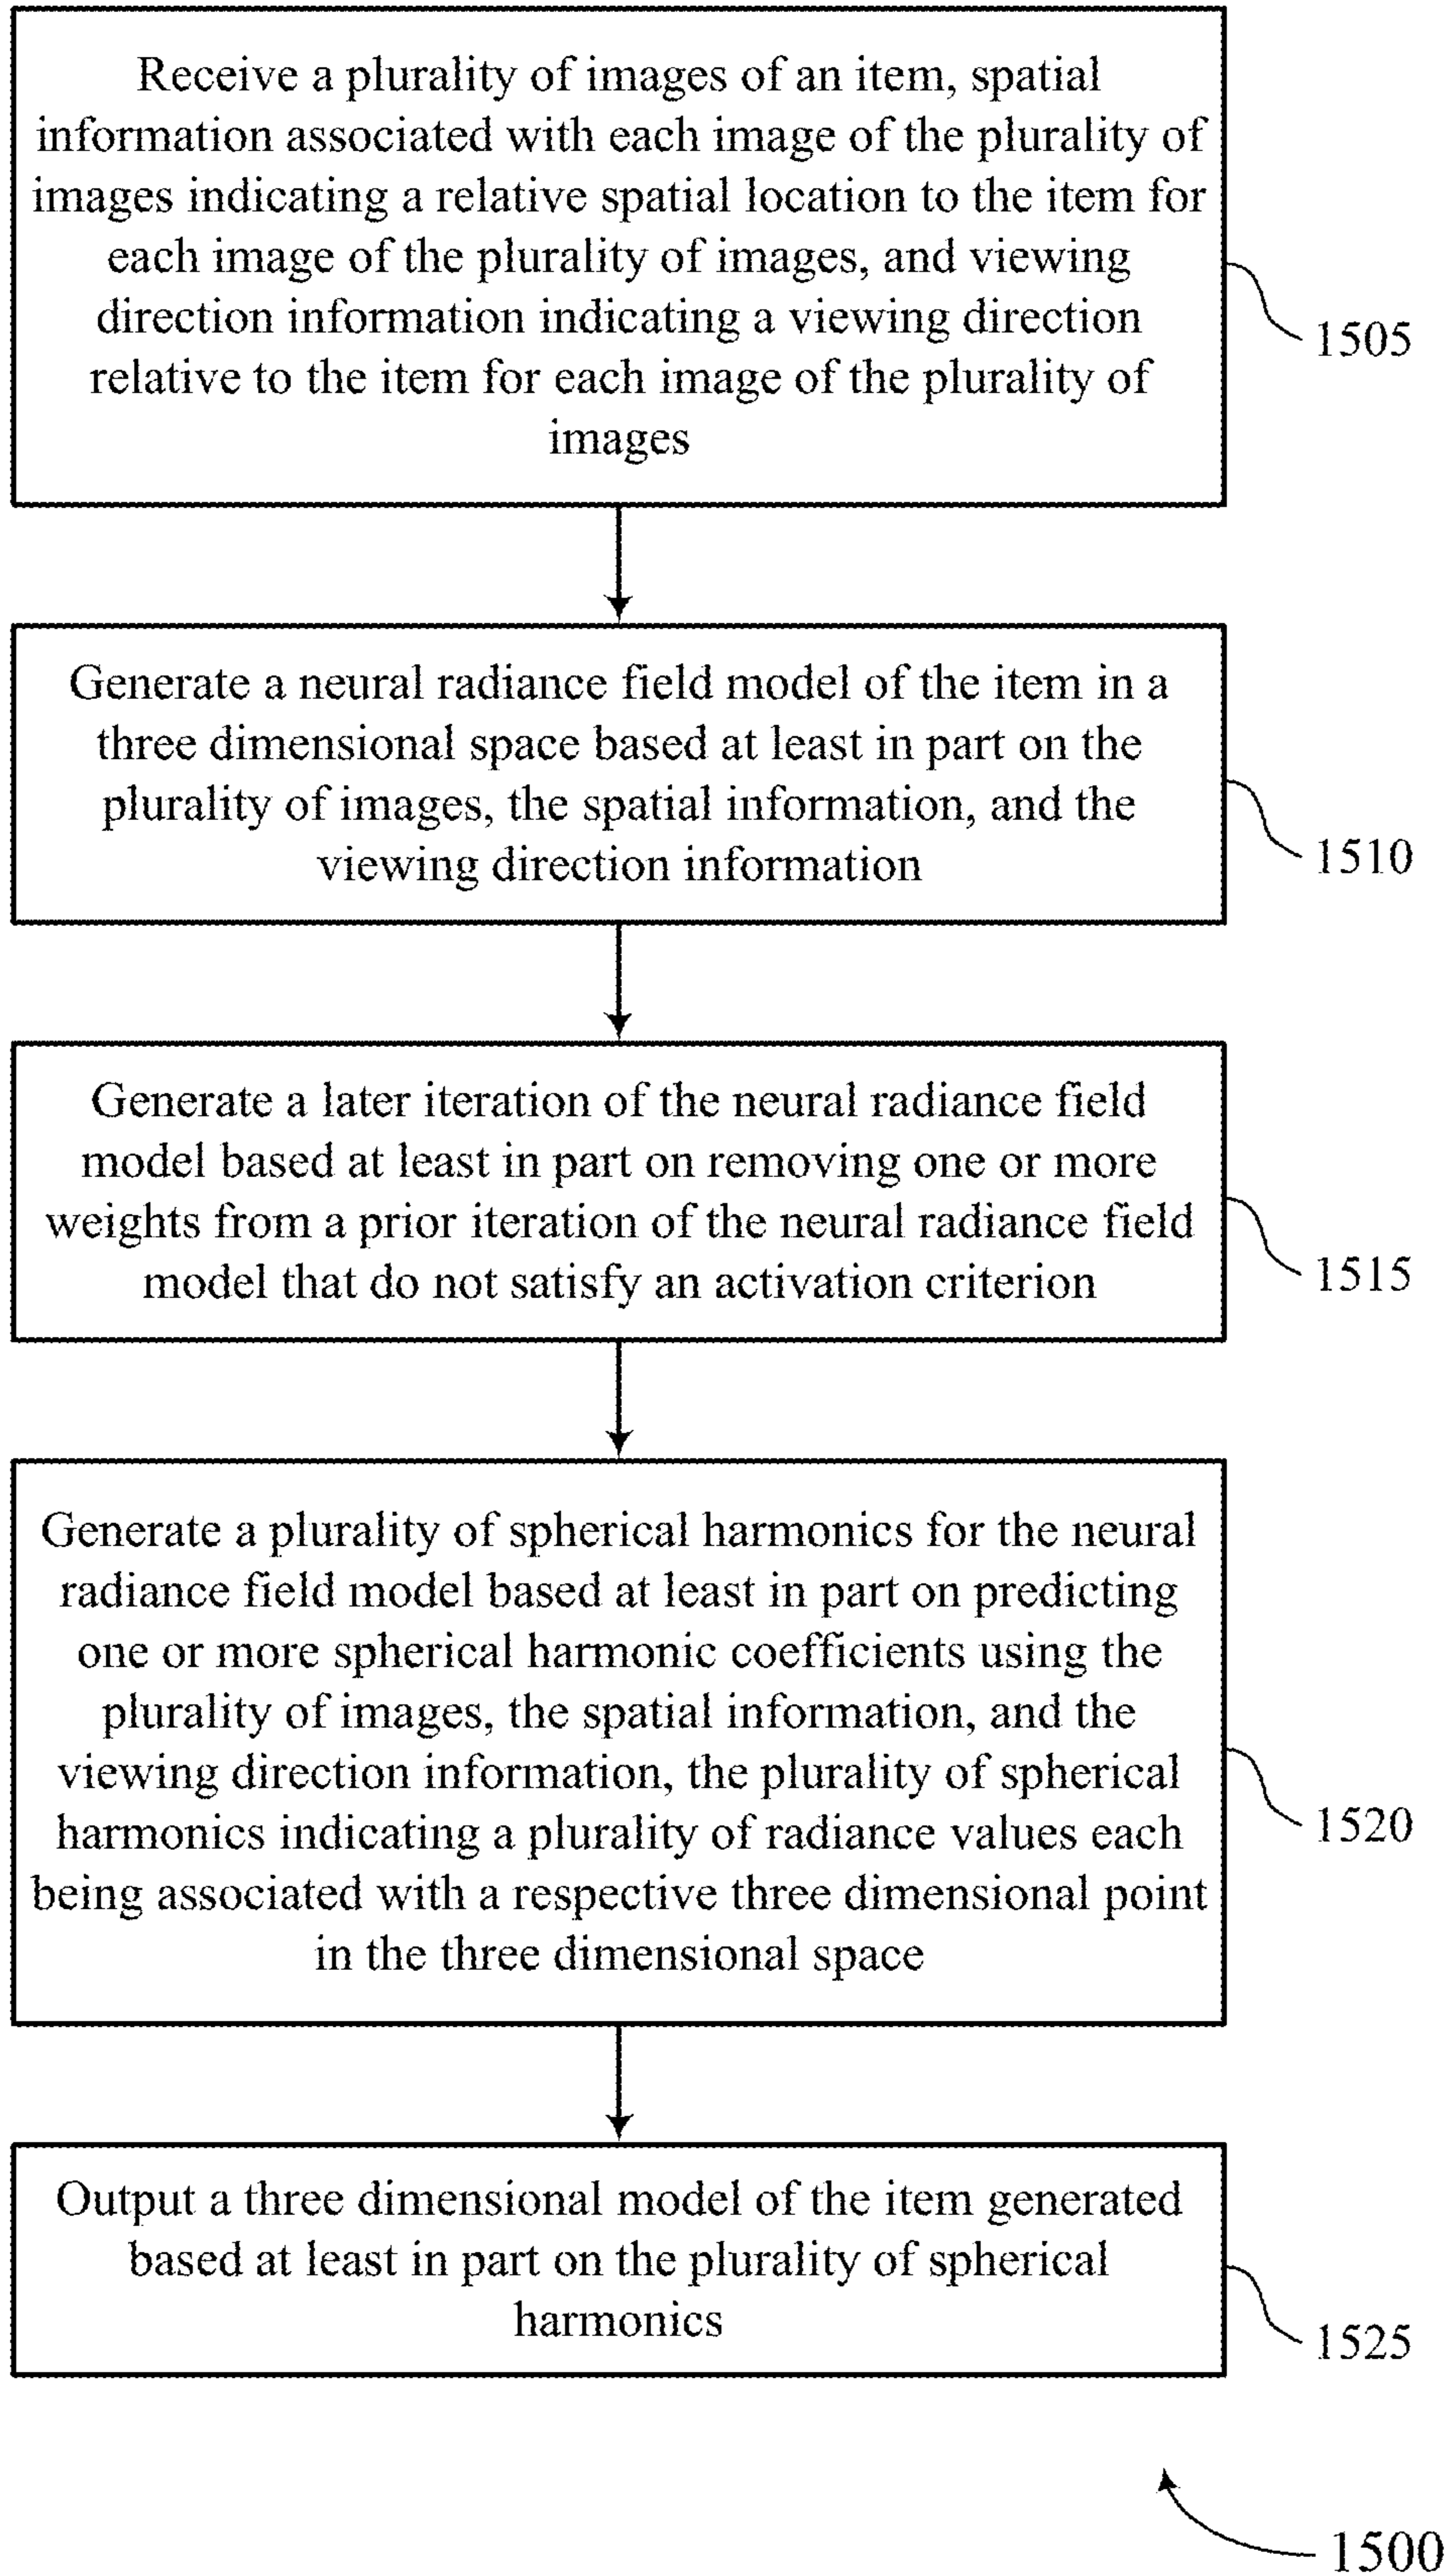 Receive a plurality of images of an item, spatial
information associated with each image of the plurality of
images indicating a relative spatial location to the item for
each image of the plurality of images, and viewing
direction information indicating a viewing direction
relative to the item for each image of the plurality of
images
1505
Generate a neural radiance field model of the item in a
three dimensional space based at least in part on the
plurality of images, the spatial information, and the
viewing direction information
1510
Generate a later iteration of the neural radiance field
model based at least in part on removing one or more
weights from a prior iteration of the neural radiance field
model that do not satisfy an activation criterion
1515
Generate a plurality of spherical harmonics for the neural
radiance field model based at least in part on predicting
one or more spherical harmonic coefficients using the
plurality of images, the spatial information, and the
viewing direction information, the plurality of spherical
harmonics indicating a plurality of radiance values each
being associated with a respective three dimensional point
in the three dimensional space
1520
Output a three dimensional model of the item generated
based at least in part on the plurality of spherical
harmonics
1525
1500